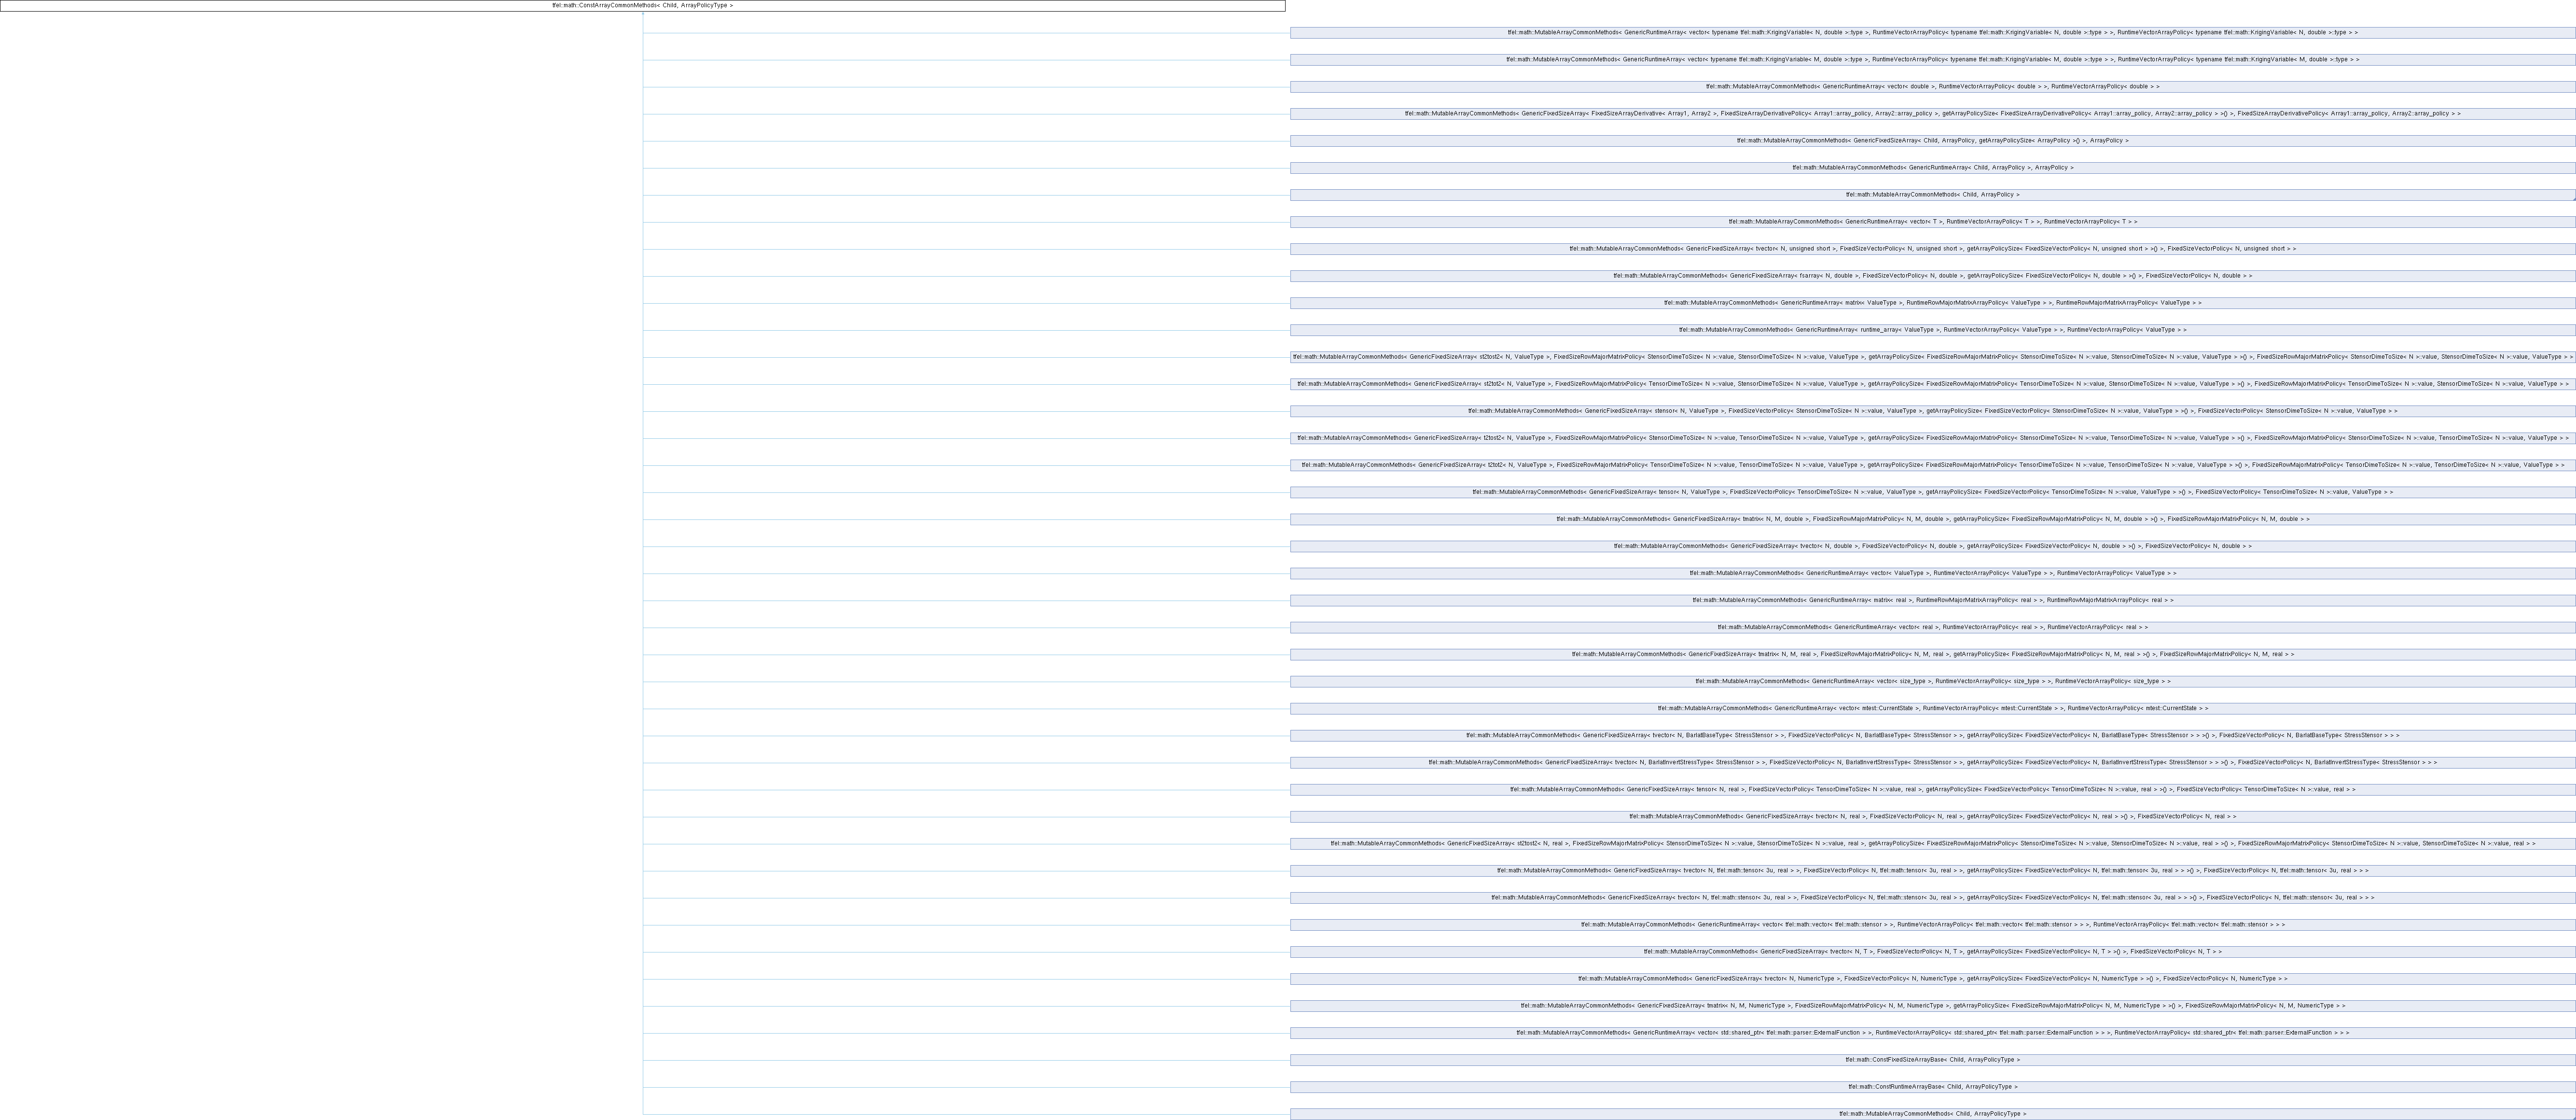 tfel::math::ConstArrayCommonMethods< Child, ArrayPolicyType >
tfel::math::MutableArrayCommonMethods< GenericRuntimeArray< vector< typename tfel::math::KrigingVariable< N, double >::type >, RuntimeVectorArrayPolicy< typename tfel::math::KrigingVariable< N, double >::type > >, RuntimeVectorArrayPolicy< typename tfel::math::KrigingVariable< N, double >::type > >
tfel::math::MutableArrayCommonMethods< GenericRuntimeArray< vector< typename tfel::math::KrigingVariable< M, double >::type >, RuntimeVectorArrayPolicy< typename tfel::math::KrigingVariable< M, double >::type > >, RuntimeVectorArrayPolicy< typename tfel::math::KrigingVariable< M, double >::type > >
tfel::math::MutableArrayCommonMethods< GenericRuntimeArray< vector< double >, RuntimeVectorArrayPolicy< double > >, RuntimeVectorArrayPolicy< double > >
tfel::math::MutableArrayCommonMethods< GenericFixedSizeArray< FixedSizeArrayDerivative< Array1, Array2 >, FixedSizeArrayDerivativePolicy< Array1::array_policy, Array2::array_policy >, getArrayPolicySize< FixedSizeArrayDerivativePolicy< Array1::array_policy, Array2::array_policy > >() >, FixedSizeArrayDerivativePolicy< Array1::array_policy, Array2::array_policy > >
tfel::math::MutableArrayCommonMethods< GenericFixedSizeArray< Child, ArrayPolicy, getArrayPolicySize< ArrayPolicy >() >, ArrayPolicy >
tfel::math::MutableArrayCommonMethods< GenericRuntimeArray< Child, ArrayPolicy >, ArrayPolicy >
tfel::math::MutableArrayCommonMethods< Child, ArrayPolicy >
tfel::math::MutableArrayCommonMethods< GenericRuntimeArray< vector< T >, RuntimeVectorArrayPolicy< T > >, RuntimeVectorArrayPolicy< T > >
tfel::math::MutableArrayCommonMethods< GenericFixedSizeArray< tvector< N, unsigned short >, FixedSizeVectorPolicy< N, unsigned short >, getArrayPolicySize< FixedSizeVectorPolicy< N, unsigned short > >() >, FixedSizeVectorPolicy< N, unsigned short > >
tfel::math::MutableArrayCommonMethods< GenericFixedSizeArray< fsarray< N, double >, FixedSizeVectorPolicy< N, double >, getArrayPolicySize< FixedSizeVectorPolicy< N, double > >() >, FixedSizeVectorPolicy< N, double > >
tfel::math::MutableArrayCommonMethods< GenericRuntimeArray< matrix< ValueType >, RuntimeRowMajorMatrixArrayPolicy< ValueType > >, RuntimeRowMajorMatrixArrayPolicy< ValueType > >
tfel::math::MutableArrayCommonMethods< GenericRuntimeArray< runtime_array< ValueType >, RuntimeVectorArrayPolicy< ValueType > >, RuntimeVectorArrayPolicy< ValueType > >
tfel::math::MutableArrayCommonMethods< GenericFixedSizeArray< st2tost2< N, ValueType >, FixedSizeRowMajorMatrixPolicy< StensorDimeToSize< N >::value, StensorDimeToSize< N >::value, ValueType >, getArrayPolicySize< FixedSizeRowMajorMatrixPolicy< StensorDimeToSize< N >::value, StensorDimeToSize< N >::value, ValueType > >() >, FixedSizeRowMajorMatrixPolicy< StensorDimeToSize< N >::value, StensorDimeToSize< N >::value, ValueType > >
tfel::math::MutableArrayCommonMethods< GenericFixedSizeArray< st2tot2< N, ValueType >, FixedSizeRowMajorMatrixPolicy< TensorDimeToSize< N >::value, StensorDimeToSize< N >::value, ValueType >, getArrayPolicySize< FixedSizeRowMajorMatrixPolicy< TensorDimeToSize< N >::value, StensorDimeToSize< N >::value, ValueType > >() >, FixedSizeRowMajorMatrixPolicy< TensorDimeToSize< N >::value, StensorDimeToSize< N >::value, ValueType > >
tfel::math::MutableArrayCommonMethods< GenericFixedSizeArray< stensor< N, ValueType >, FixedSizeVectorPolicy< StensorDimeToSize< N >::value, ValueType >, getArrayPolicySize< FixedSizeVectorPolicy< StensorDimeToSize< N >::value, ValueType > >() >, FixedSizeVectorPolicy< StensorDimeToSize< N >::value, ValueType > >
tfel::math::MutableArrayCommonMethods< GenericFixedSizeArray< t2tost2< N, ValueType >, FixedSizeRowMajorMatrixPolicy< StensorDimeToSize< N >::value, TensorDimeToSize< N >::value, ValueType >, getArrayPolicySize< FixedSizeRowMajorMatrixPolicy< StensorDimeToSize< N >::value, TensorDimeToSize< N >::value, ValueType > >() >, FixedSizeRowMajorMatrixPolicy< StensorDimeToSize< N >::value, TensorDimeToSize< N >::value, ValueType > >
tfel::math::MutableArrayCommonMethods< GenericFixedSizeArray< t2tot2< N, ValueType >, FixedSizeRowMajorMatrixPolicy< TensorDimeToSize< N >::value, TensorDimeToSize< N >::value, ValueType >, getArrayPolicySize< FixedSizeRowMajorMatrixPolicy< TensorDimeToSize< N >::value, TensorDimeToSize< N >::value, ValueType > >() >, FixedSizeRowMajorMatrixPolicy< TensorDimeToSize< N >::value, TensorDimeToSize< N >::value, ValueType > >
tfel::math::MutableArrayCommonMethods< GenericFixedSizeArray< tensor< N, ValueType >, FixedSizeVectorPolicy< TensorDimeToSize< N >::value, ValueType >, getArrayPolicySize< FixedSizeVectorPolicy< TensorDimeToSize< N >::value, ValueType > >() >, FixedSizeVectorPolicy< TensorDimeToSize< N >::value, ValueType > >
tfel::math::MutableArrayCommonMethods< GenericFixedSizeArray< tmatrix< N, M, double >, FixedSizeRowMajorMatrixPolicy< N, M, double >, getArrayPolicySize< FixedSizeRowMajorMatrixPolicy< N, M, double > >() >, FixedSizeRowMajorMatrixPolicy< N, M, double > >
tfel::math::MutableArrayCommonMethods< GenericFixedSizeArray< tvector< N, double >, FixedSizeVectorPolicy< N, double >, getArrayPolicySize< FixedSizeVectorPolicy< N, double > >() >, FixedSizeVectorPolicy< N, double > >
tfel::math::MutableArrayCommonMethods< GenericRuntimeArray< vector< ValueType >, RuntimeVectorArrayPolicy< ValueType > >, RuntimeVectorArrayPolicy< ValueType > >
tfel::math::MutableArrayCommonMethods< GenericRuntimeArray< matrix< real >, RuntimeRowMajorMatrixArrayPolicy< real > >, RuntimeRowMajorMatrixArrayPolicy< real > >
tfel::math::MutableArrayCommonMethods< GenericRuntimeArray< vector< real >, RuntimeVectorArrayPolicy< real > >, RuntimeVectorArrayPolicy< real > >
tfel::math::MutableArrayCommonMethods< GenericFixedSizeArray< tmatrix< N, M, real >, FixedSizeRowMajorMatrixPolicy< N, M, real >, getArrayPolicySize< FixedSizeRowMajorMatrixPolicy< N, M, real > >() >, FixedSizeRowMajorMatrixPolicy< N, M, real > >
tfel::math::MutableArrayCommonMethods< GenericRuntimeArray< vector< size_type >, RuntimeVectorArrayPolicy< size_type > >, RuntimeVectorArrayPolicy< size_type > >
tfel::math::MutableArrayCommonMethods< GenericRuntimeArray< vector< mtest::CurrentState >, RuntimeVectorArrayPolicy< mtest::CurrentState > >, RuntimeVectorArrayPolicy< mtest::CurrentState > >
tfel::math::MutableArrayCommonMethods< GenericFixedSizeArray< tvector< N, BarlatBaseType< StressStensor > >, FixedSizeVectorPolicy< N, BarlatBaseType< StressStensor > >, getArrayPolicySize< FixedSizeVectorPolicy< N, BarlatBaseType< StressStensor > > >() >, FixedSizeVectorPolicy< N, BarlatBaseType< StressStensor > > >
tfel::math::MutableArrayCommonMethods< GenericFixedSizeArray< tvector< N, BarlatInvertStressType< StressStensor > >, FixedSizeVectorPolicy< N, BarlatInvertStressType< StressStensor > >, getArrayPolicySize< FixedSizeVectorPolicy< N, BarlatInvertStressType< StressStensor > > >() >, FixedSizeVectorPolicy< N, BarlatInvertStressType< StressStensor > > >
tfel::math::MutableArrayCommonMethods< GenericFixedSizeArray< tensor< N, real >, FixedSizeVectorPolicy< TensorDimeToSize< N >::value, real >, getArrayPolicySize< FixedSizeVectorPolicy< TensorDimeToSize< N >::value, real > >() >, FixedSizeVectorPolicy< TensorDimeToSize< N >::value, real > >
tfel::math::MutableArrayCommonMethods< GenericFixedSizeArray< tvector< N, real >, FixedSizeVectorPolicy< N, real >, getArrayPolicySize< FixedSizeVectorPolicy< N, real > >() >, FixedSizeVectorPolicy< N, real > >
tfel::math::MutableArrayCommonMethods< GenericFixedSizeArray< st2tost2< N, real >, FixedSizeRowMajorMatrixPolicy< StensorDimeToSize< N >::value, StensorDimeToSize< N >::value, real >, getArrayPolicySize< FixedSizeRowMajorMatrixPolicy< StensorDimeToSize< N >::value, StensorDimeToSize< N >::value, real > >() >, FixedSizeRowMajorMatrixPolicy< StensorDimeToSize< N >::value, StensorDimeToSize< N >::value, real > >
tfel::math::MutableArrayCommonMethods< GenericFixedSizeArray< tvector< N, tfel::math::tensor< 3u, real > >, FixedSizeVectorPolicy< N, tfel::math::tensor< 3u, real > >, getArrayPolicySize< FixedSizeVectorPolicy< N, tfel::math::tensor< 3u, real > > >() >, FixedSizeVectorPolicy< N, tfel::math::tensor< 3u, real > > >
tfel::math::MutableArrayCommonMethods< GenericFixedSizeArray< tvector< N, tfel::math::stensor< 3u, real > >, FixedSizeVectorPolicy< N, tfel::math::stensor< 3u, real > >, getArrayPolicySize< FixedSizeVectorPolicy< N, tfel::math::stensor< 3u, real > > >() >, FixedSizeVectorPolicy< N, tfel::math::stensor< 3u, real > > >
tfel::math::MutableArrayCommonMethods< GenericRuntimeArray< vector< tfel::math::vector< tfel::math::stensor > >, RuntimeVectorArrayPolicy< tfel::math::vector< tfel::math::stensor > > >, RuntimeVectorArrayPolicy< tfel::math::vector< tfel::math::stensor > > >
tfel::math::MutableArrayCommonMethods< GenericFixedSizeArray< tvector< N, T >, FixedSizeVectorPolicy< N, T >, getArrayPolicySize< FixedSizeVectorPolicy< N, T > >() >, FixedSizeVectorPolicy< N, T > >
tfel::math::MutableArrayCommonMethods< GenericFixedSizeArray< tvector< N, NumericType >, FixedSizeVectorPolicy< N, NumericType >, getArrayPolicySize< FixedSizeVectorPolicy< N, NumericType > >() >, FixedSizeVectorPolicy< N, NumericType > >
tfel::math::MutableArrayCommonMethods< GenericFixedSizeArray< tmatrix< N, M, NumericType >, FixedSizeRowMajorMatrixPolicy< N, M, NumericType >, getArrayPolicySize< FixedSizeRowMajorMatrixPolicy< N, M, NumericType > >() >, FixedSizeRowMajorMatrixPolicy< N, M, NumericType > >
tfel::math::MutableArrayCommonMethods< GenericRuntimeArray< vector< std::shared_ptr< tfel::math::parser::ExternalFunction > >, RuntimeVectorArrayPolicy< std::shared_ptr< tfel::math::parser::ExternalFunction > > >, RuntimeVectorArrayPolicy< std::shared_ptr< tfel::math::parser::ExternalFunction > > >
tfel::math::ConstFixedSizeArrayBase< Child, ArrayPolicyType >
tfel::math::ConstRuntimeArrayBase< Child, ArrayPolicyType >
tfel::math::MutableArrayCommonMethods< Child, ArrayPolicyType >